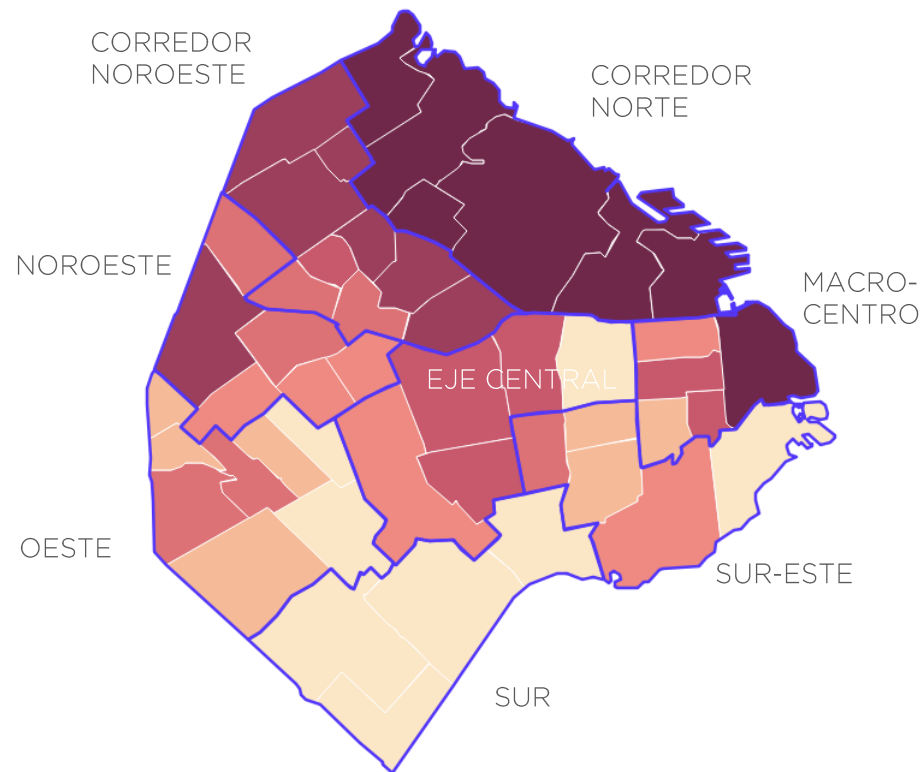 CORREDOR
NOROESTE
CORREDOR
NORTE
NOROESTE
MACRO-
CENTRO
EJE CENTRAL
OESTE
SUR-ESTE
SUR